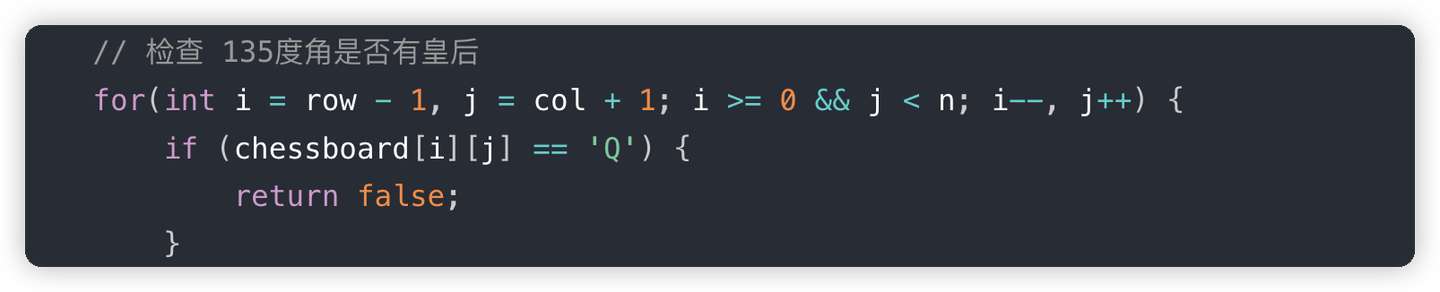 // 检查 135度角是否有皇后
for(int i = row - 1, j = col + 1; i >= 0 && j < n; i--, j++) {
    if (chessboard[i][j] == 'Q') {
        return false;
    }